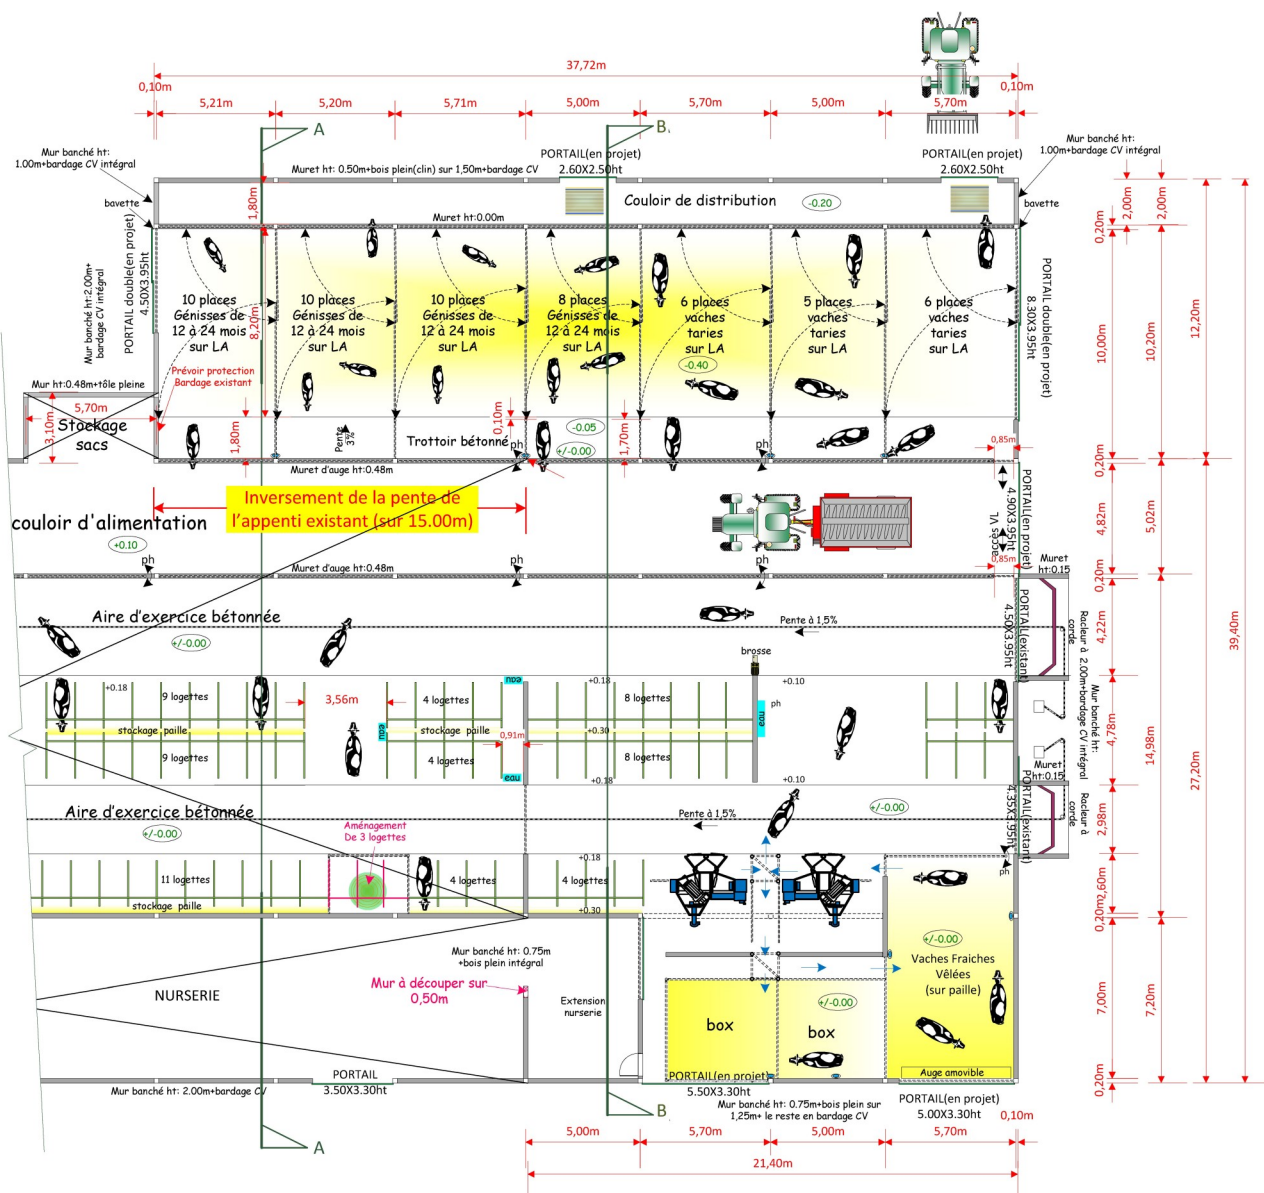 37,72m
0,10m
5,21m
5,20m
5,71m
5,00m
5,70m
5,00m
5,70m
0,10m
A
B
Mur banché ht:
1.00m+bardage CV intégral
Muret ht: 0.50m+bois plein(clin) sur 1,50m+bardage CV
PORTAIL(en projet)
2.60X2.50ht
PORTAIL(en projet)
2.60X2.50ht
Mur banché ht:
1.00m+bardage CV intégral
bavette
1,80m
Couloir de distribution
-0.20
bavette
Muret ht:0.00m
0,20m
2,00m
2,00m
Mur banché ht:2.00m+
bardage CV intégral
PORTAIL double(en projet)
4.50X3.95ht
8,20m
10 places
Génisses de
12 à 24 mois
sur LA
10 places
Génisses de
12 à 24 mois
sur LA
10 places
Génisses de
12 à 24 mois
sur LA
8 places
Génisses de
12 à 24 mois
sur LA
6 places
vaches
taries
sur LA
5 places
vaches
taries
sur LA
6 places
vaches
taries
sur LA
-0.40
PORTAIL double(en projet)
8.30X3.95ht
10,00m
10,20m
12,20m
39,40m
Prévoir protection
Bardage existant
Mur ht:0.48m+tôle pleine
5,70m
3,10m
Stockage
sacs
1,80m
Pente
3%
Trottoir bétonné
0,10m
ph
-0.05
+/-0.00
1,70m
ph
0,85m
0,20m
Muret d'auge ht:0.48m
Inversement de la pente de
l'appenti existant (sur 15.00m)
couloir d'alimentation
+0.10
accès VL
PORTAIL(en projet)
4.90X3.95ht
4,82m
5,02m
ph
Muret d'auge ht:0.48m
ph
ph
0,85m
0,20m
Muret
ht:0.15
Aire d'exercice bétonnée
+/-0.00
Pente à 1,5%
PORTAIL(existant)
4.50X3.95ht
Racleur à
corde
4,22m
brosse
+0.18
9 logettes
3,56m
4 logettes
eau
+0.18
8 logettes
+0.10
eau
ph
stockage paille
eau
stockage paille
0,91m
+0.30
9 logettes
4 logettes
eau
+0.18
8 logettes
+0.10
Mur banché ht:
2.00m+bardage CV intégral
4,78m
14,98m
27,20m
Muret
ht:0.15
Aire d'exercice bétonnée
+/-0.00
Pente à 1,5%
+/-0.00
PORTAIL(existant)
4.35X3.95ht
Racleur à
corde
2,98m
Aménagement
De 3 logettes
11 logettes
4 logettes
+0.18
4 logettes
+0.30
stockage paille
ph
2,60m
0,20m
Mur banché ht: 0.75m
+bois plein intégral
+/-0.00
Vaches Fraiches
Vêlées
(sur paille)
NURSERIE
Mur à découper sur
0,50m
Extension
nurserie
box
+/-0.00
box
7,00m
7,20m
Auge amovible
0,20m
PORTAIL
3.50X3.30ht
Mur banché ht: 2.00m+bardage CV
PORTAIL(en projet)
5.50X3.30ht
Mur banché ht: 0.75m+bois plein sur
1,25m+ le reste en bardage CV
PORTAIL(en projet)
5.00X3.30ht
B
A
5,00m
5,70m
5,00m
5,70m
0,10m
21,40m